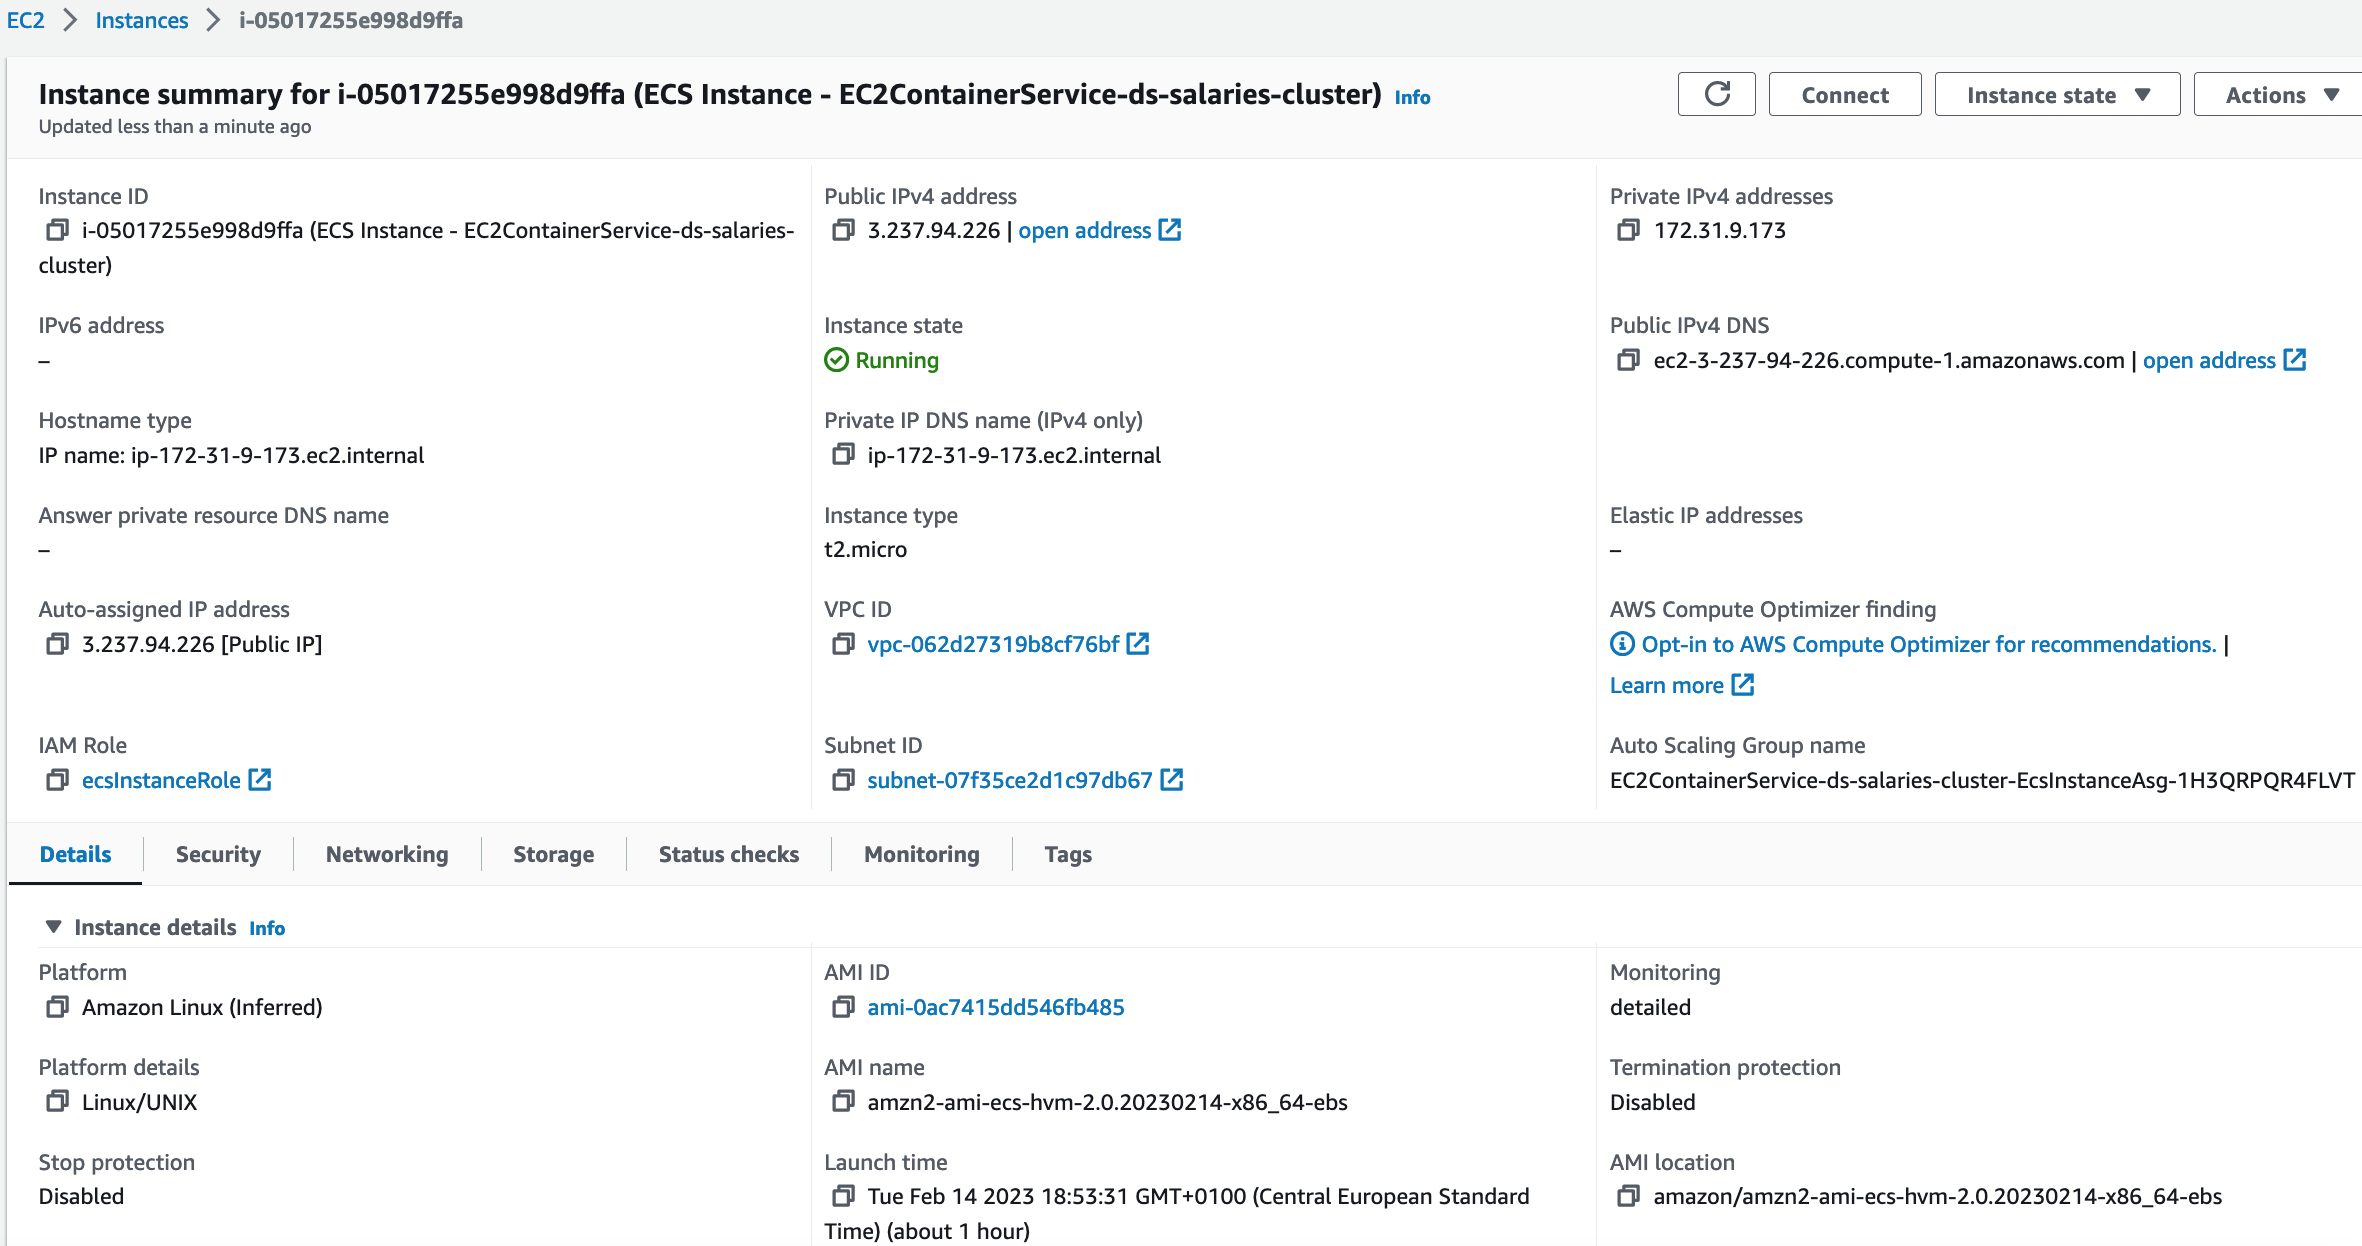 EC2 > Instances > i-05017255e998d9ffa
Instance summary for i-05017255e998d9ffa (ECS Instance - EC2ContainerService-ds-salaries-cluster) Info
Updated less than a minute ago
Connect
Instance state
Actions
Instance ID
i-05017255e998d9ffa (ECS Instance - EC2ContainerService-ds-salaries-
cluster)
Public IPv4 address
3.237.94.226 | open address
Private IPv4 addresses
172.31.9.173
IPv6 address
–
Instance state
Running
Public IPv4 DNS
ec2-3-237-94-226.compute-1.amazonaws.com | open address
Hostname type
IP name: ip-172-31-9-173.ec2.internal
Private IP DNS name (IPv4 only)
ip-172-31-9-173.ec2.internal
Answer private resource DNS name
–
Instance type
t2.micro
Elastic IP addresses
–
Auto-assigned IP address
3.237.94.226 [Public IP]
VPC ID
vpc-062d27319b8cf76bf
AWS Compute Optimizer finding
Opt-in to AWS Compute Optimizer for recommendations. |
Learn more
IAM Role
ecsInstanceRole
Subnet ID
subnet-07f35ce2d1c97db67
Auto Scaling Group name
EC2ContainerService-ds-salaries-cluster-EcsInstanceAsg-1H3QRPQR4FLVT
Details
Security
Networking
Storage
Status checks
Monitoring
Tags
Instance details Info
Platform
Amazon Linux (Inferred)
AMI ID
ami-0ac7415dd546fb485
Monitoring
detailed
Platform details
Linux/UNIX
AMI name
amzn2-ami-ecs-hvm-2.0.20230214-x86_64-ebs
Termination protection
Disabled
Stop protection
Disabled
Launch time
Tue Feb 14 2023 18:53:31 GMT+0100 (Central European Standard
Time) (about 1 hour)
AMI location
amazon/amzn2-ami-ecs-hvm-2.0.20230214-x86_64-ebs